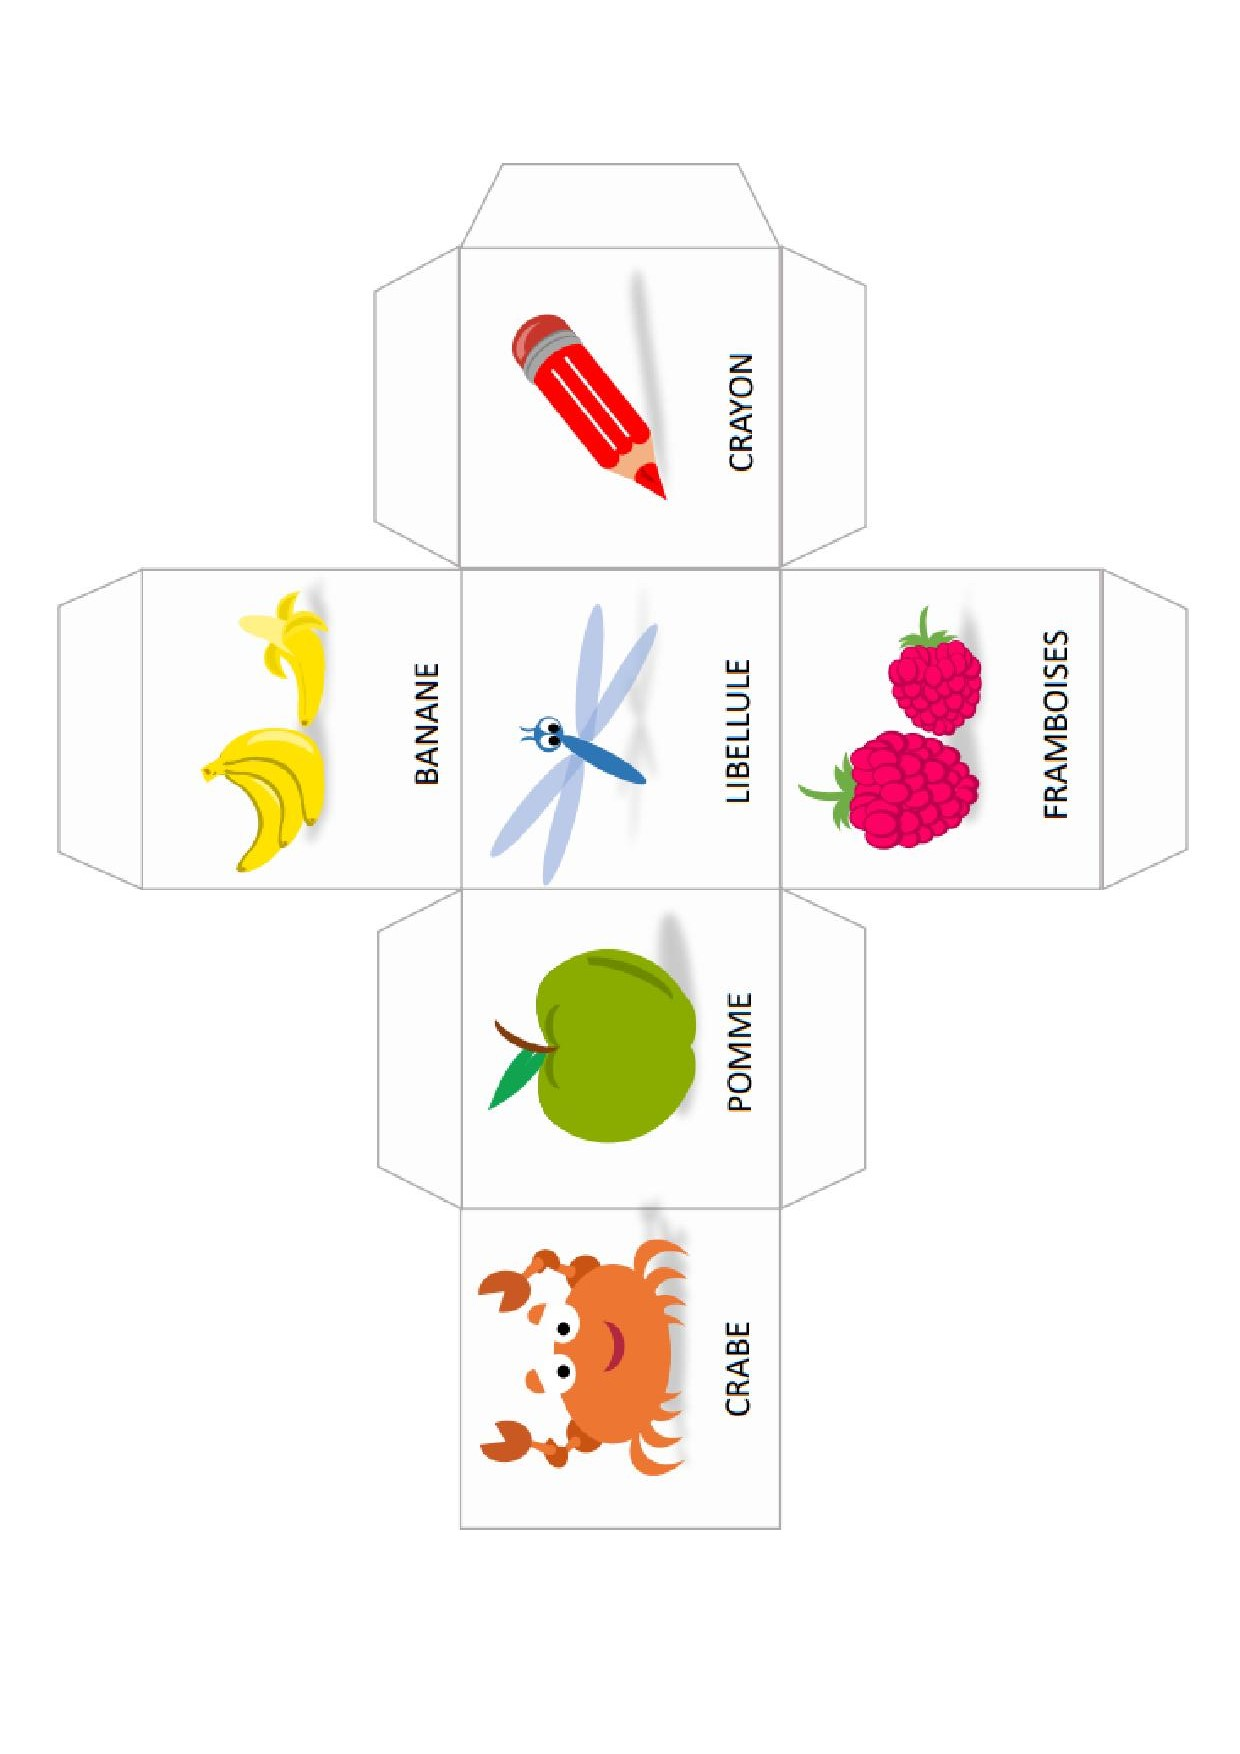 CRAYON
BANANE
LIBELLULE
FRAMBOISES
POMME
CRABE